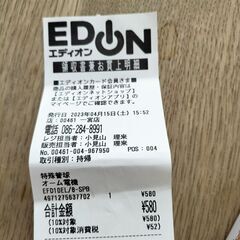 EDION
エディオン
領収書兼お買上明細
■エディオンカード会員さま■
商品の購入履歴・保証内容は、
【エディオンネットショップ】
または【エディオンアプリ】の
マイページでご確認できます。
発行 2023年04月15日(土) 15:52
店:00461 一宮店
電話 086-284-8991
レジ担当者:小見山 理来
販売担当者:小見山 理来
No:00461-004-967950 POS:004
取引種別:持帰
特殊管球
オーム電機
EFD10EL/8-SPB ¥580
4971275637702
合計金額 ¥580
(10%対象 ¥580)
(10%対象消費税 ¥52)